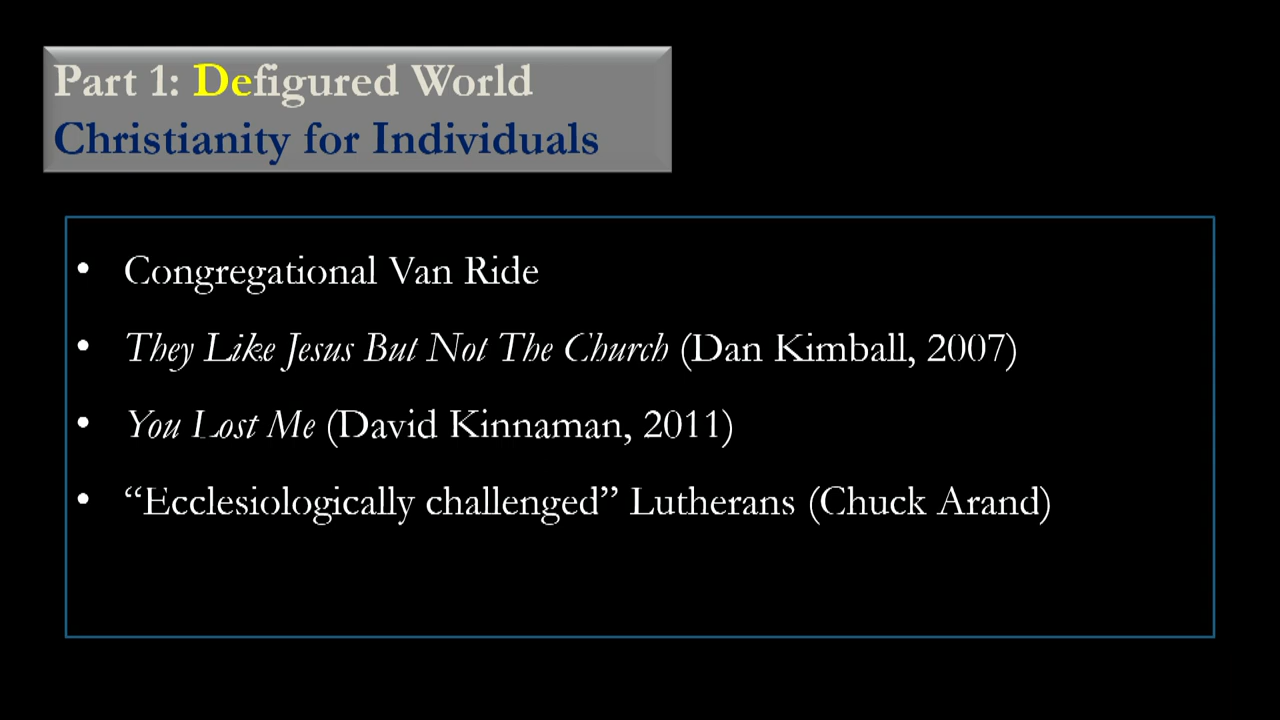 Part 1: Defigured World
Christianity for Individuals
• Congregational Van Ride
• They Like Jesus But Not The Church (Dan Kimball, 2007)
• You Lost Me (David Kinnaman, 2011)
• “Ecclesiologically challenged” Lutherans (Chuck Arand)